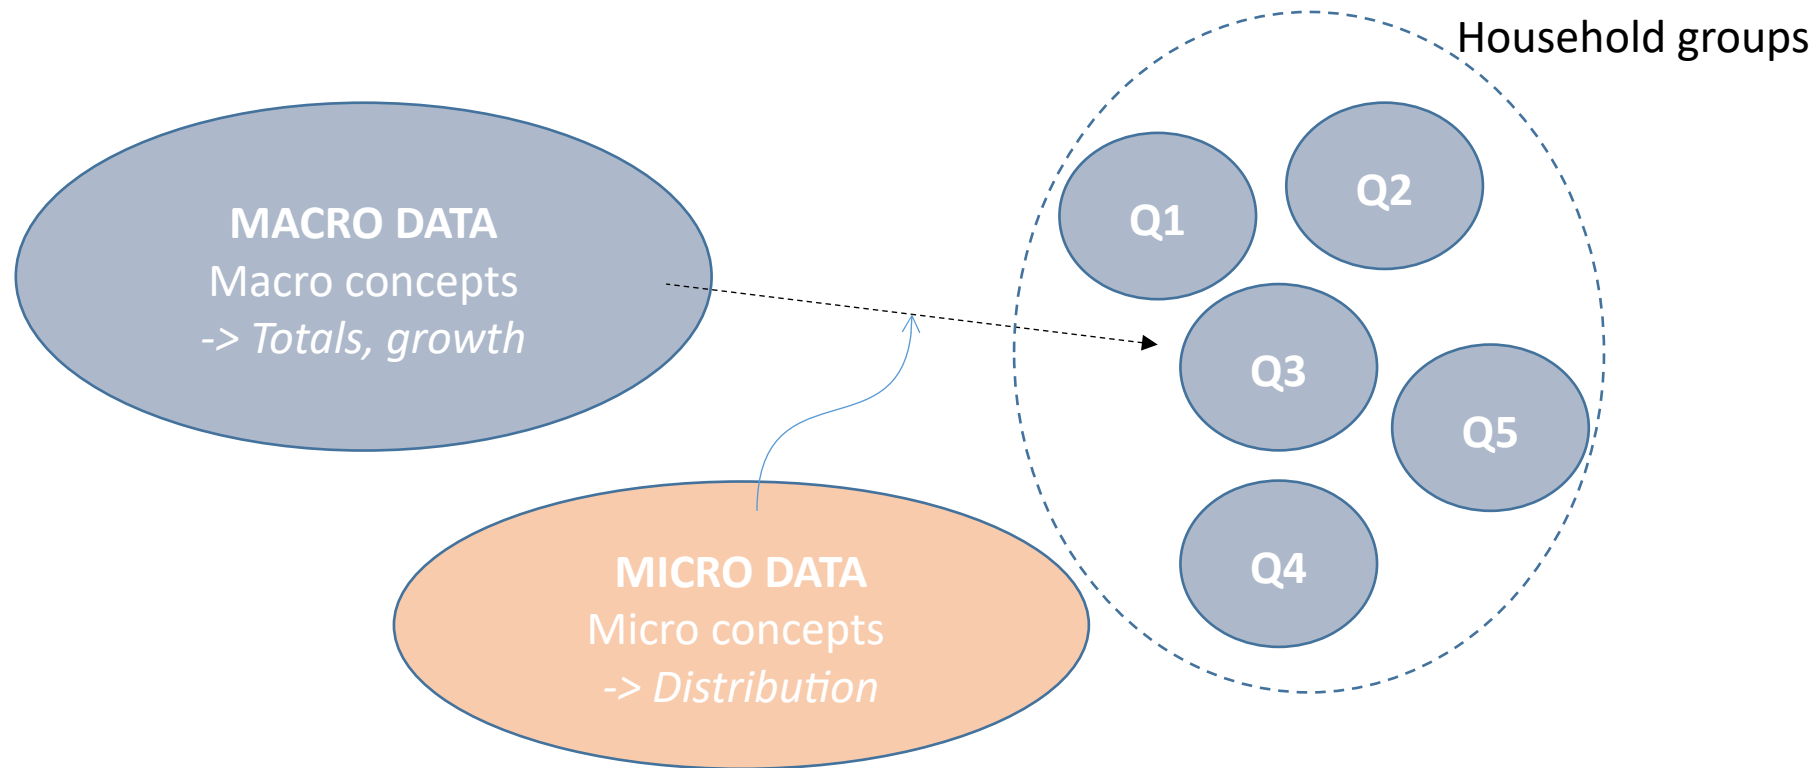 Household groups
MACRO DATA
Macro concepts
-> Totals, growth
Q1
Q2
Q3
Q5
Q4
MICRO DATA
Micro concepts
-> Distribution